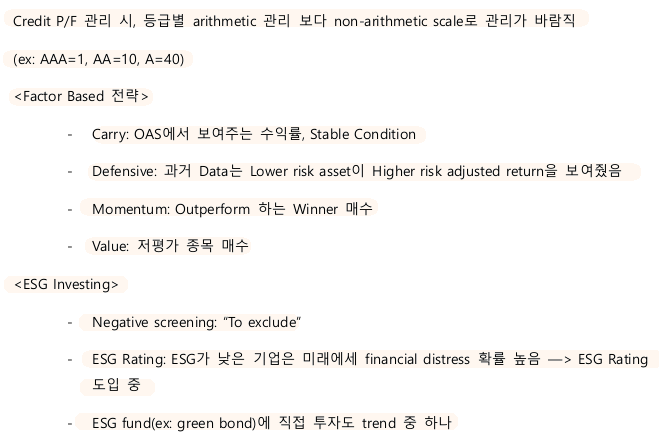 Credit P/F 관리 시, 등급별 arithmetic 관리 보다 non-arithmetic scale로 관리가 바람직
(ex: AAA=1, AA=10, A=40)
<Factor Based 전략>
- Carry: OAS에서 보여주는 수익률, Stable Condition
- Defensive: 과거 Data는 Lower risk asset이 Higher risk adjusted return을 보여줬음
- Momentum: Outperform 하는 Winner 매수
- Value: 저평가 종목 매수
<ESG Investing>
- Negative screening: "To exclude"
- ESG Rating: ESG가 낮은 기업은 미래에세 financial distress 확률 높음 —> ESG Rating
도입 중
- ESG fund(ex: green bond)에 직접 투자도 trend 중 하나